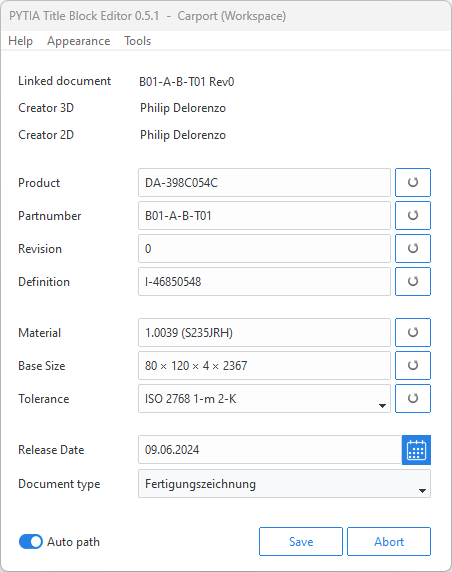 PYTIA Title Block Editor 0.5.1 - Carport (Workspace)
Help Appearance Tools
Linked document B01-A-B-T01 Rev0
Creator 3D Philip Delorenzo
Creator 2D Philip Delorenzo
Product DA-398C054C
Partnumber B01-A-B-T01
Revision 0
Definition I-46850548
Material 1.0039 (S235JRH)
Base Size 80 × 120 × 4 × 2367
Tolerance ISO 2768 1-m 2-K
Release Date 09.06.2024
Document type Fertigungszeichnung
Auto path Save Abort